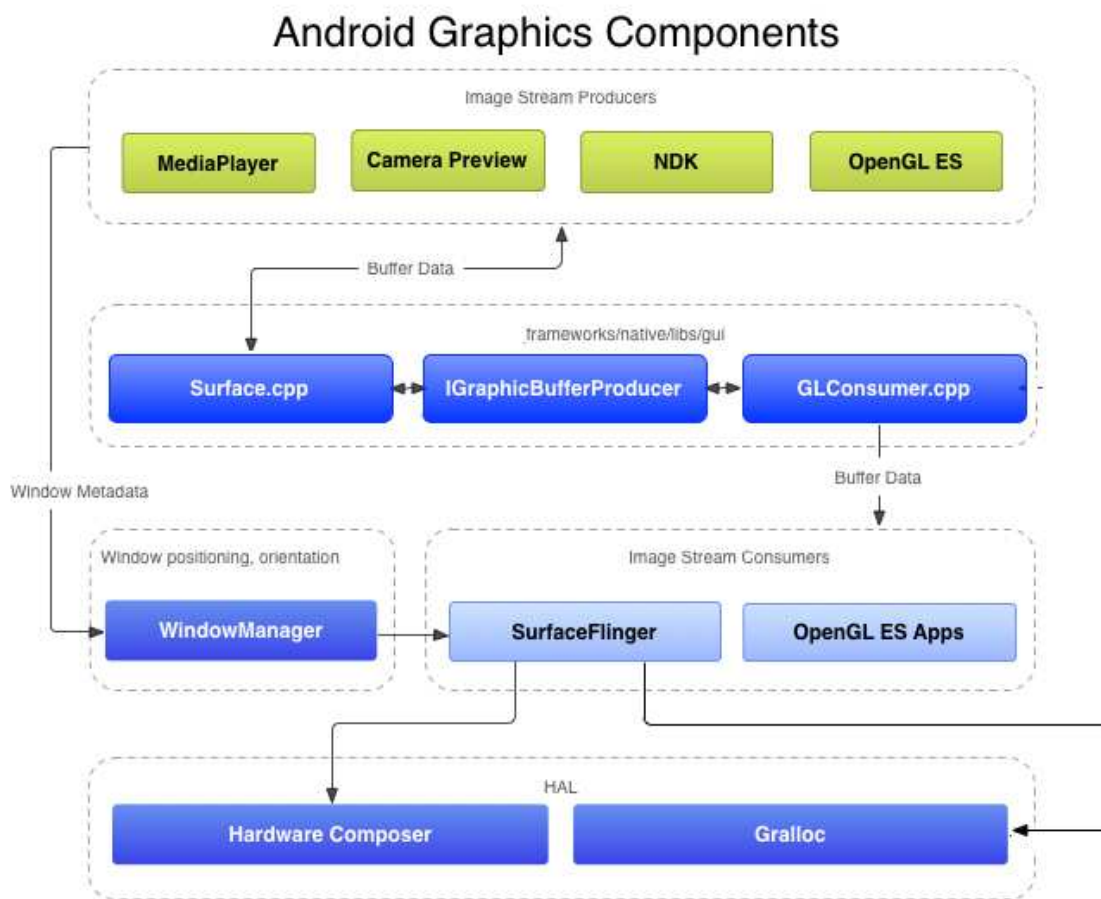 Android Graphics Components
Image Stream Producers
MediaPlayer
Camera Preview
NDK
OpenGL ES
Buffer Data
frameworks/native/libs/gui
Surface.cpp
IGraphicBufferProducer
GLConsumer.cpp
Window Metadata
Buffer Data
Window positioning, orientation
Image Stream Consumers
WindowManager
SurfaceFlinger
OpenGL ES Apps
HAL
Hardware Composer
Gralloc